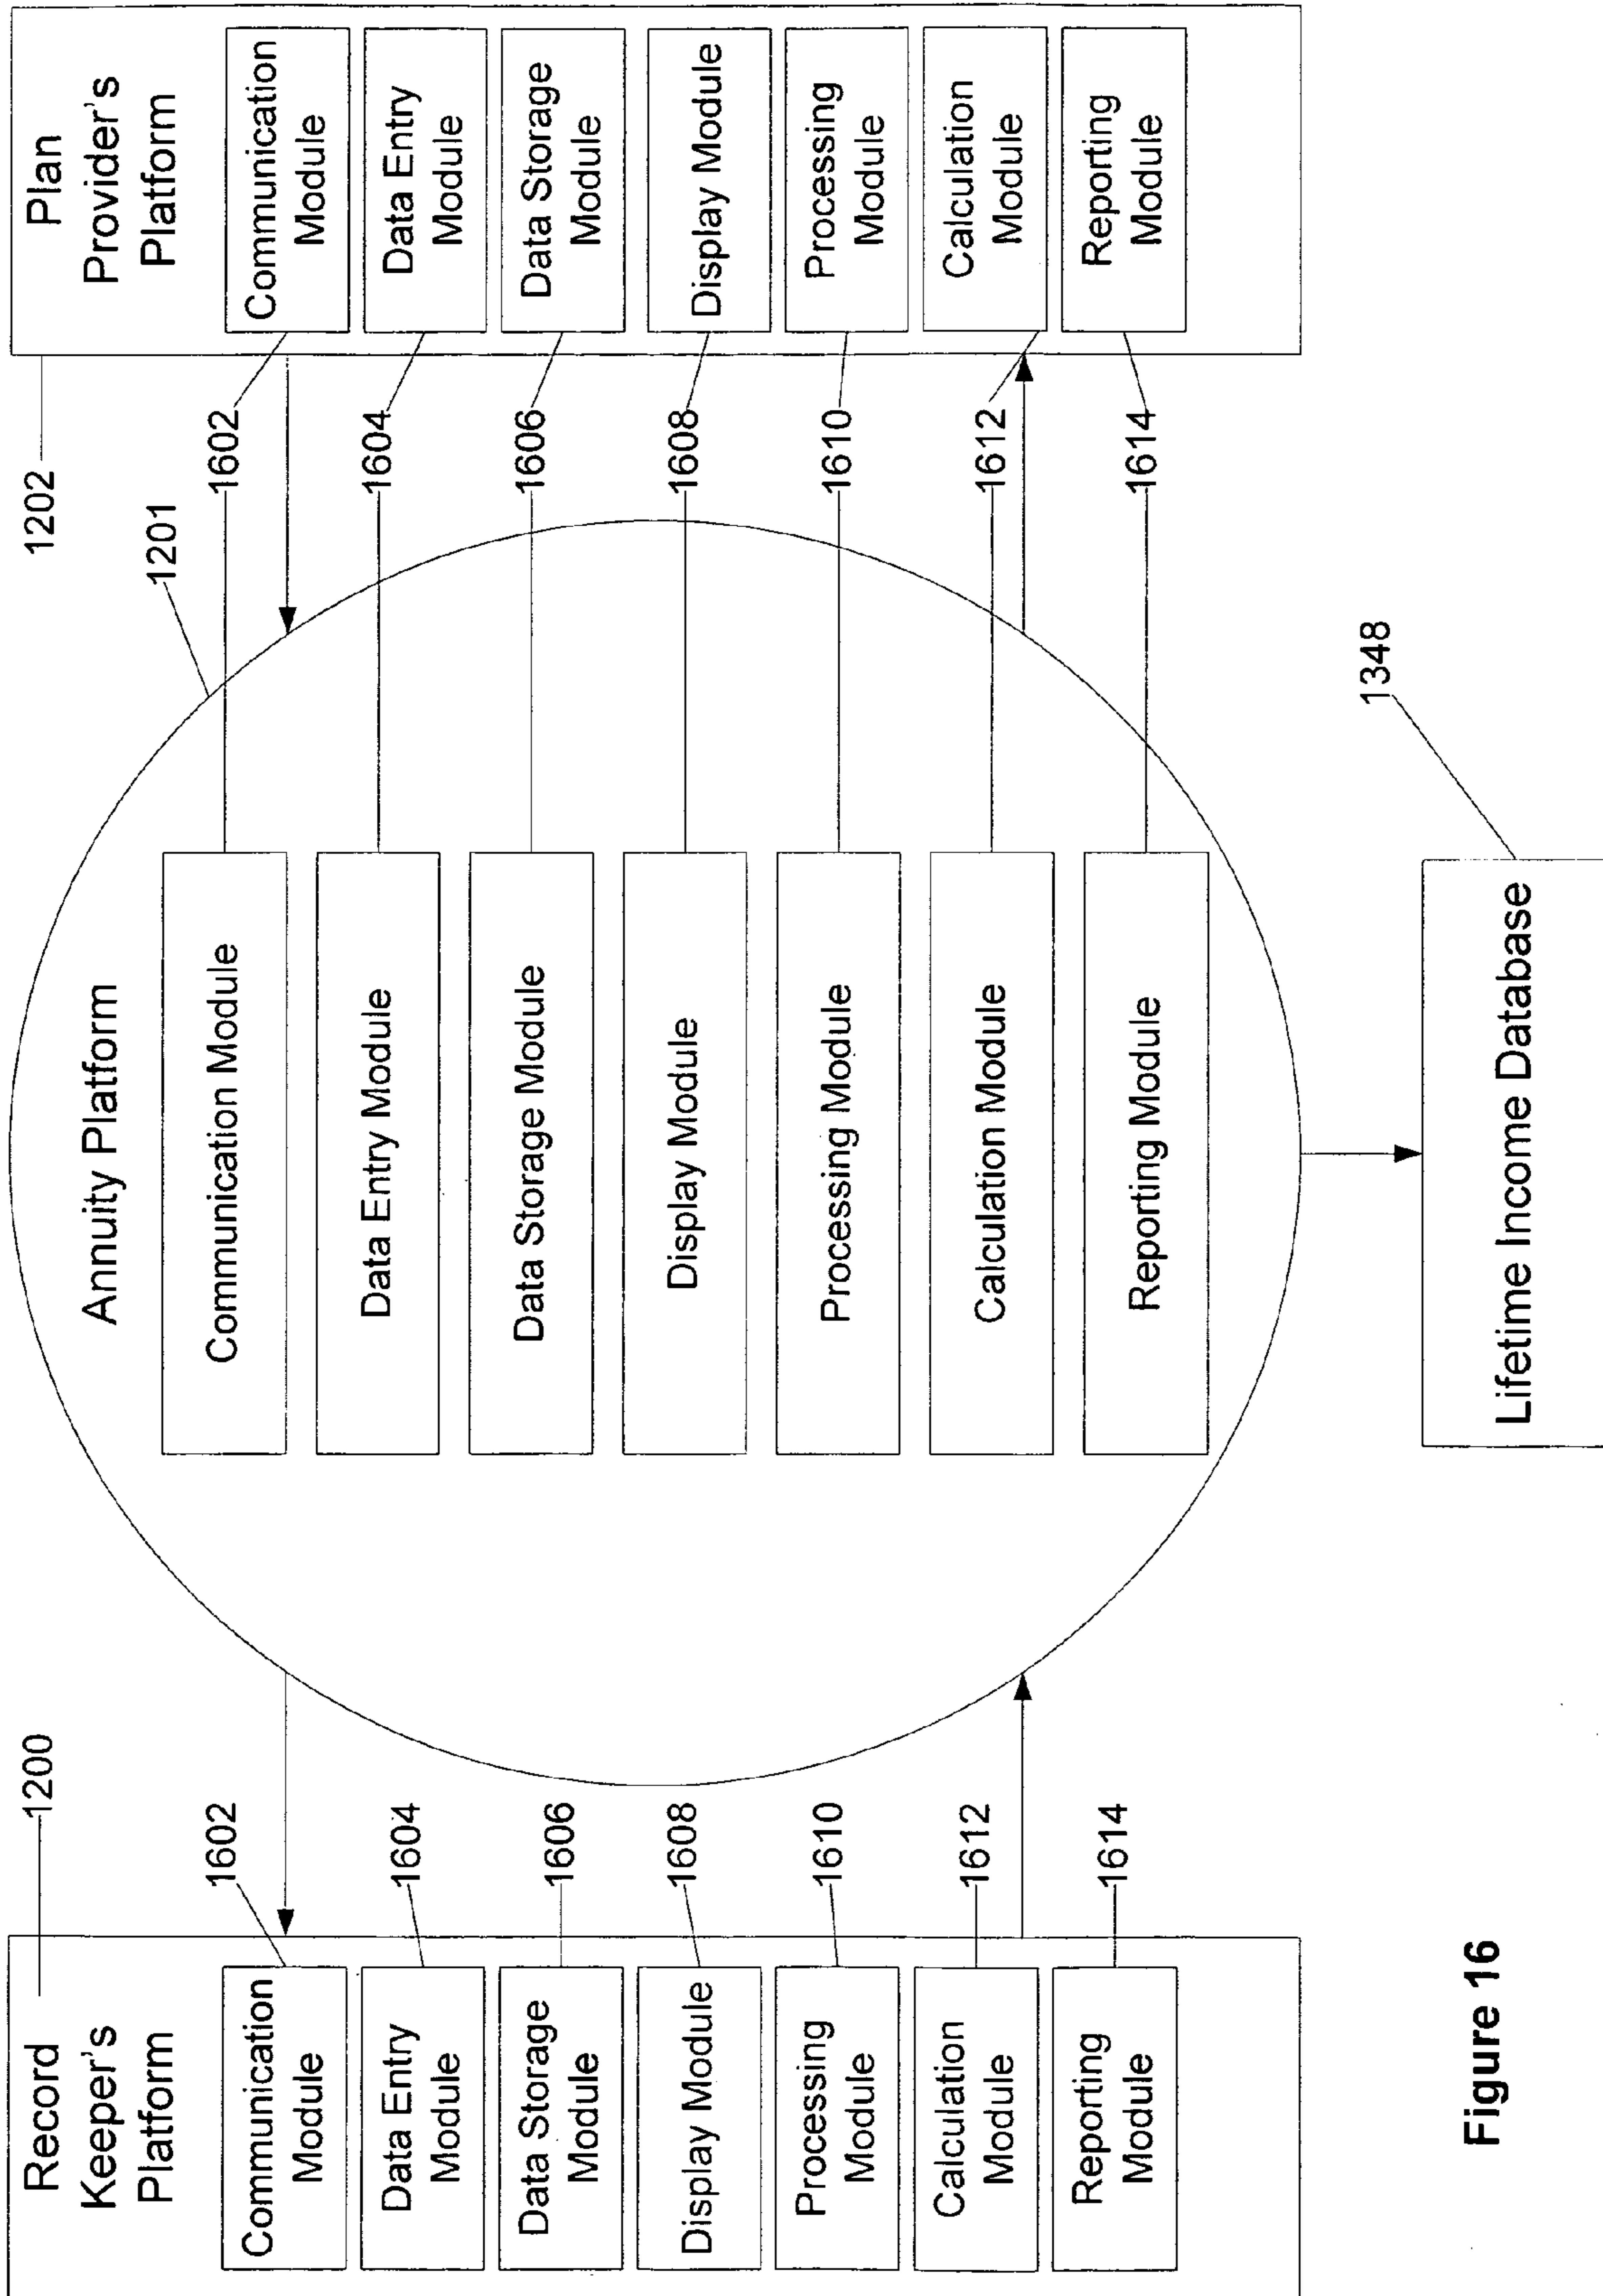 Record
Keeper's
Platform
1200
Communication
Module
1602
Data Entry
Module
1604
Data Storage
Module
1606
Display Module
1608
Processing
Module
1610
Calculation
Module
1612
Reporting
Module
1614
Annuity Platform
1201
Communication Module
1602
Data Entry Module
1604
Data Storage Module
1606
Display Module
1608
Processing Module
1610
Calculation Module
1612
Reporting Module
1614
Plan
Provider's
Platform
1202
Communication
Module
Data Entry
Module
Data Storage
Module
Display Module
Processing
Module
Calculation
Module
Reporting
Module
Lifetime Income Database
1348
Figure 16